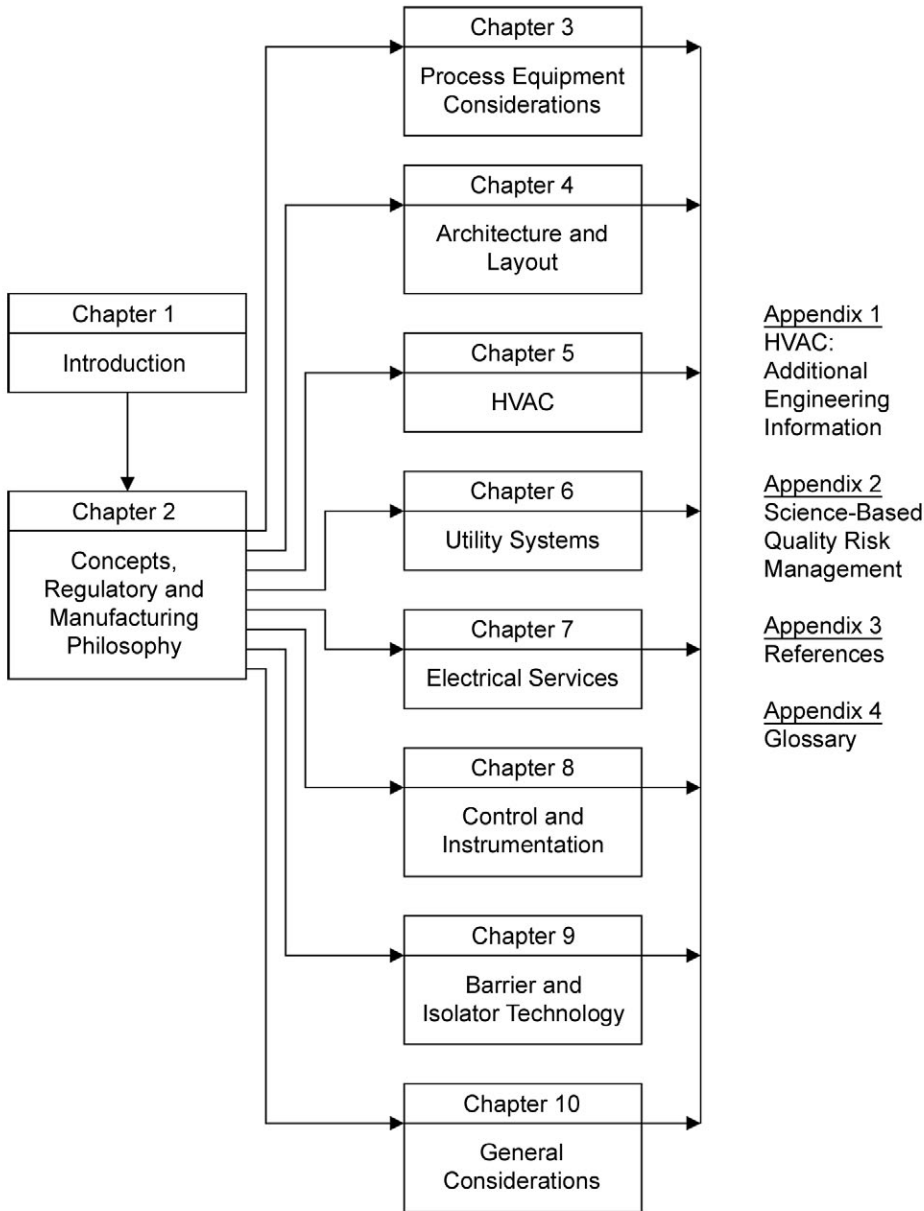 Chapter 1
Introduction
Chapter 2
Concepts,
Regulatory and
Manufacturing
Philosophy
Chapter 3
Process Equipment
Considerations
Chapter 4
Architecture and
Layout
Chapter 5
HVAC
Chapter 6
Utility Systems
Chapter 7
Electrical Services
Chapter 8
Control and
Instrumentation
Chapter 9
Barrier and
Isolator Technology
Chapter 10
General
Considerations
Appendix 1
HVAC:
Additional
Engineering
Information
Appendix 2
Science-Based
Quality Risk
Management
Appendix 3
References
Appendix 4
Glossary